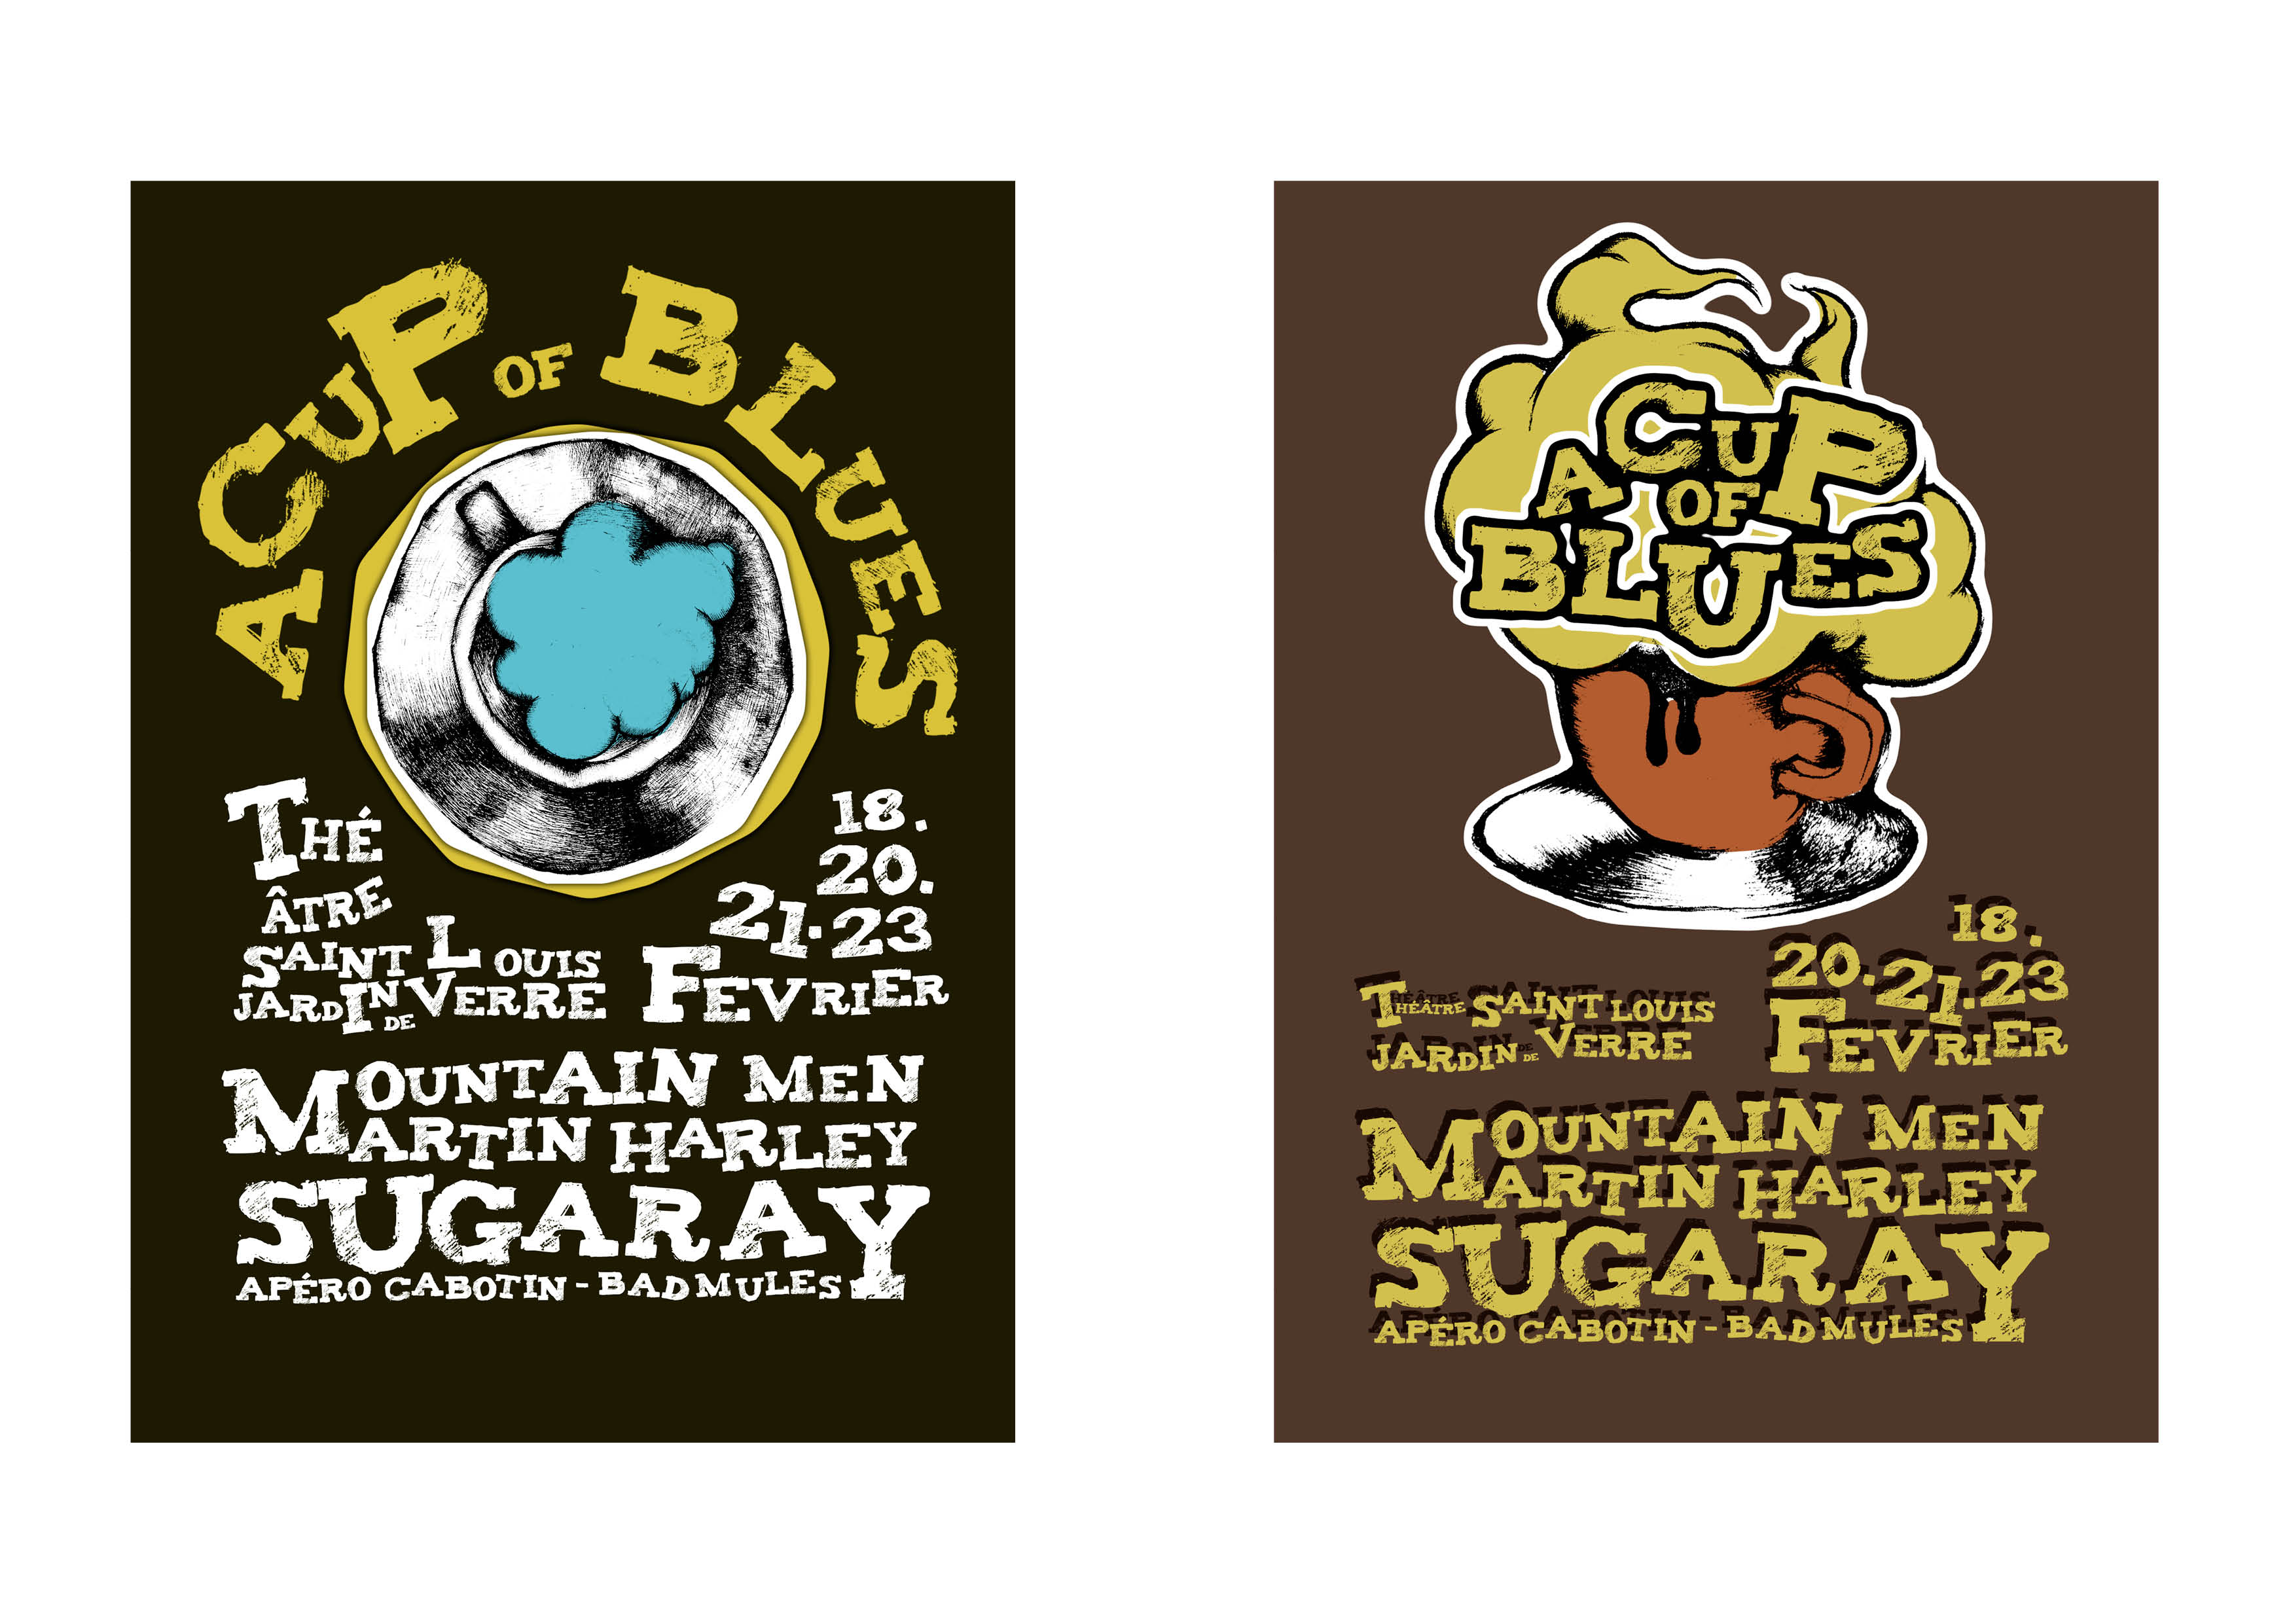 A CUP OF BLUES
THÉ
ÂTRE
SAINT LOUIS
JARDIN DE VERRE
18.
20.
21.23
FEVRIER
MOUNTAIN MEN
MARTIN HARLEY
SUGARAY
APÉRO CABOTIN - BAD MULES
A CUP
OF
BLUES
THÉÂTRE SAINT LOUIS
JARDIN DE VERRE
18.
20.21.23
FEVRIER
MOUNTAIN MEN
MARTIN HARLEY
SUGARAY
APÉRO CABOTIN - BAD MULES